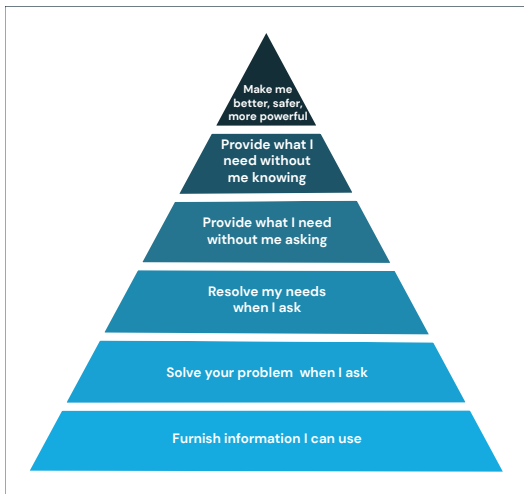 Make me
better, safer,
more powerful
Provide what I
need without
me knowing
Provide what I need
without me asking
Resolve my needs
when I ask
Solve your problem  when I ask
Furnish information I can use